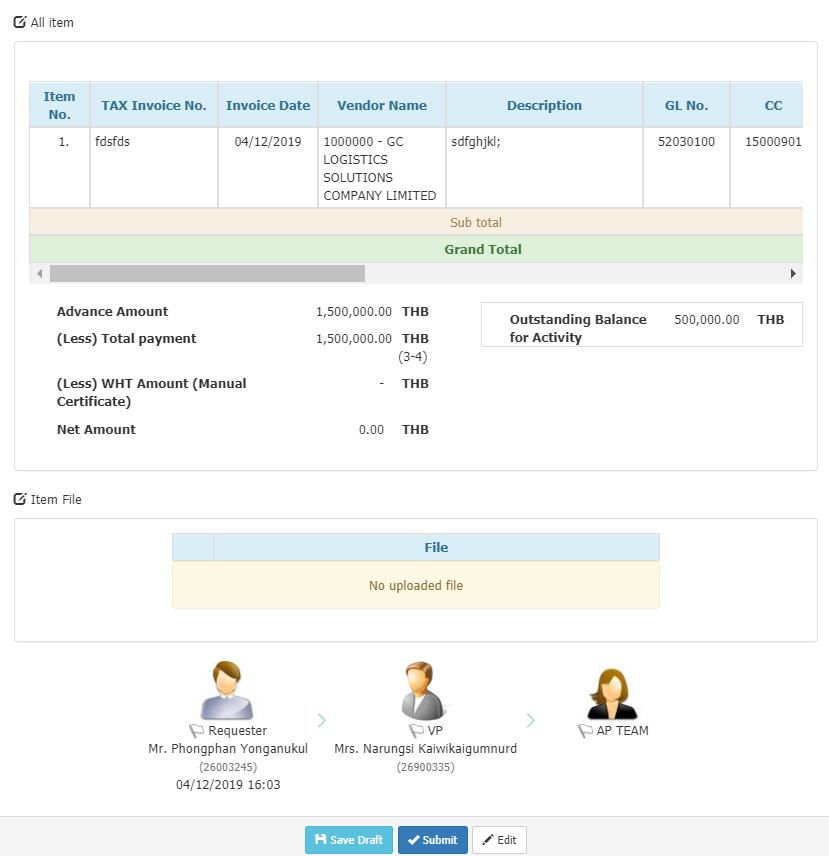 All item
Item No. TAX Invoice No. Invoice Date Vendor Name Description GL No. CC
1. fdsfds 04/12/2019 1000000 - GC sdfghjkl; 52030100 15000901
LOGISTICS
SOLUTIONS
COMPANY LIMITED
Sub total
Grand Total
Advance Amount 1,500,000.00 THB
(Less) Total payment 1,500,000.00 THB
(3-4)
(Less) WHT Amount (Manual - THB
Certificate)
Net Amount 0.00 THB
Outstanding Balance 500,000.00 THB
for Activity
Item File
File
No uploaded file
Requester
Mr. Phongphan Yonganukul
(26003245)
04/12/2019 16:03
VP
Mrs. Narungsi Kaiwikaigumnurd
(26900335)
AP TEAM
Save Draft Submit Edit